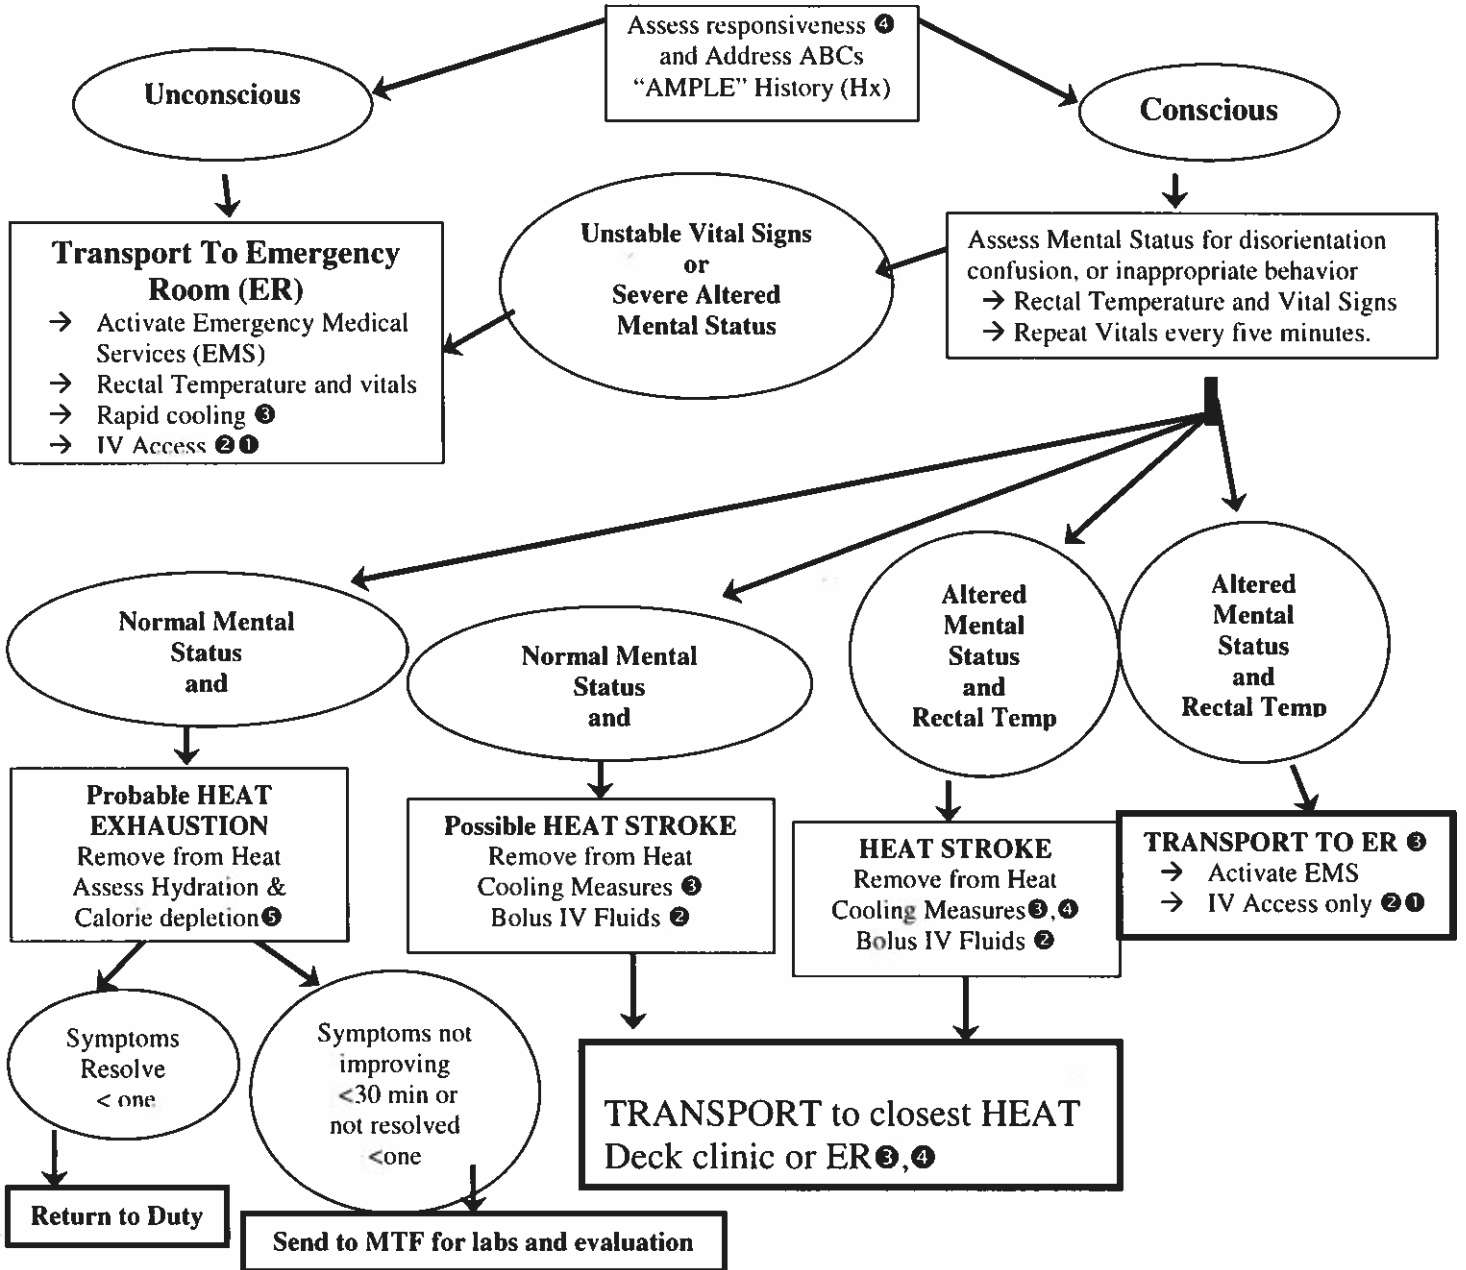 Assess responsiveness ❹
and Address ABCs
“AMPLE” History (Hx)
Unconscious
Conscious
Transport To Emergency
Room (ER)
→ Activate Emergency Medical
Services (EMS)
→ Rectal Temperature and vitals
→ Rapid cooling ❸
→ IV Access ❷❶
Unstable Vital Signs
or
Severe Altered
Mental Status
Assess Mental Status for disorientation
confusion, or inappropriate behavior
→ Rectal Temperature and Vital Signs
→ Repeat Vitals every five minutes.
Normal Mental
Status
and
Normal Mental
Status
and
Altered
Mental
Status
and
Rectal Temp
Altered
Mental
Status
and
Rectal Temp
Probable HEAT
EXHAUSTION
Remove from Heat
Assess Hydration &
Calorie depletion❺
Possible HEAT STROKE
Remove from Heat
Cooling Measures ❸
Bolus IV Fluids ❷
HEAT STROKE
Remove from Heat
Cooling Measures❸,❹
Bolus IV Fluids ❷
TRANSPORT TO ER ❸
→ Activate EMS
→ IV Access only ❷❶
Symptoms
Resolve
< one
Symptoms not
improving
<30 min or
not resolved
<one
TRANSPORT to closest HEAT
Deck clinic or ER❸,❹
Return to Duty
Send to MTF for labs and evaluation